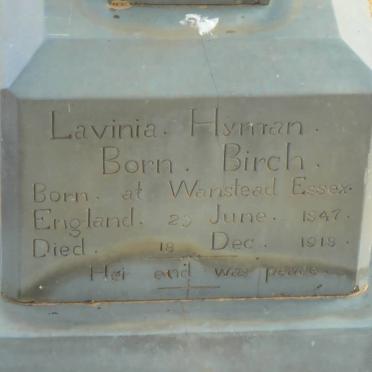 Lavinia. Hyman.
Born. Birch.
Born. at Wanstead Essex.
England. 29 June. 1847.
Died. 18 Dec. 1918.
Her end was peace.